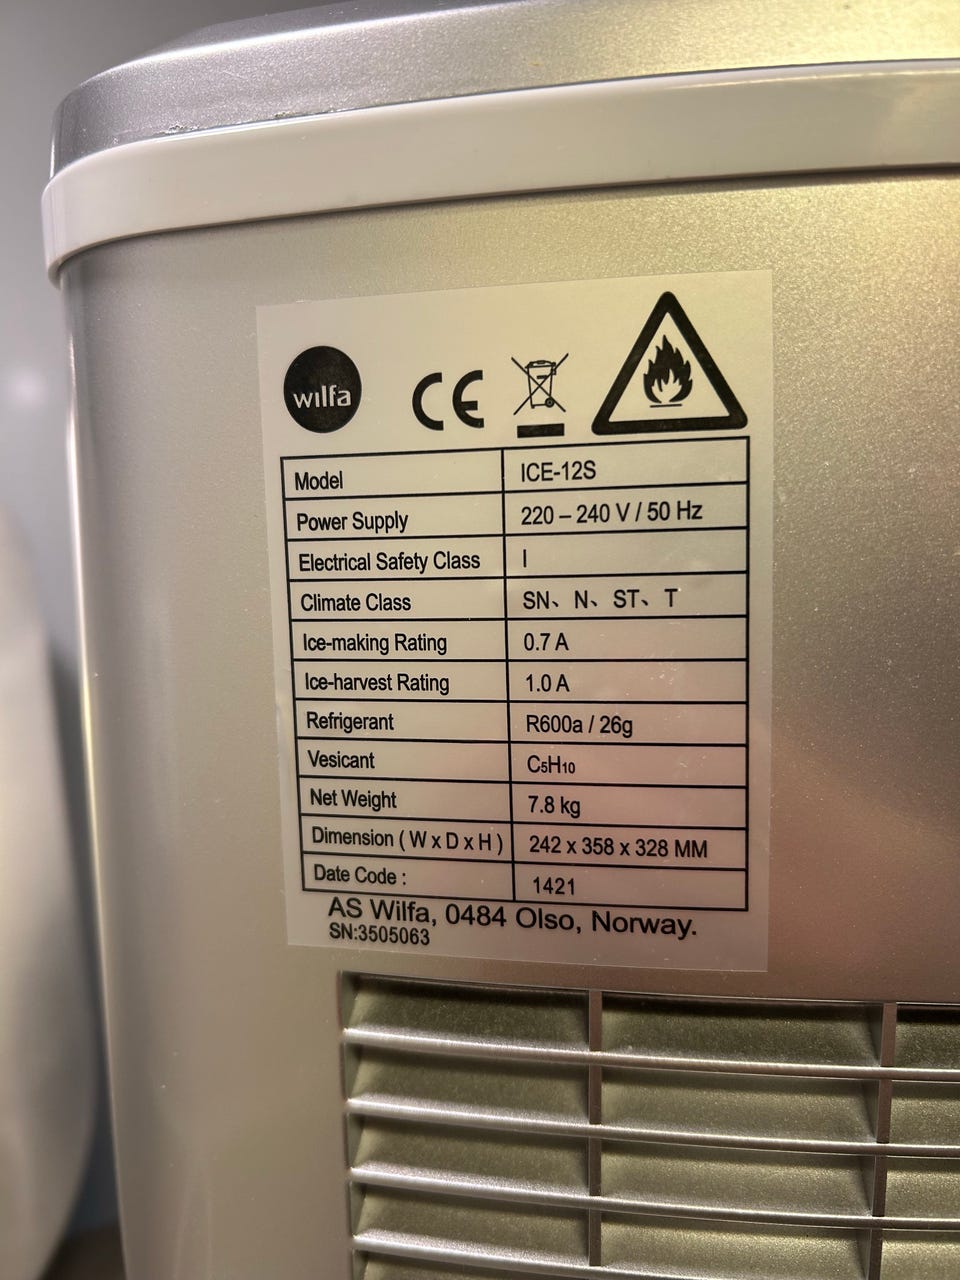 wilfa
CE
Model ICE-12S
Power Supply 220 – 240 V / 50 Hz
Electrical Safety Class I
Climate Class SN、 N、 ST、 T
Ice-making Rating 0.7 A
Ice-harvest Rating 1.0 A
Refrigerant R600a / 26g
Vesicant C₅H₁₀
Net Weight 7.8 kg
Dimension ( W x D x H ) 242 x 358 x 328 MM
Date Code : 1421
AS Wilfa, 0484 Olso, Norway.
SN:3505063